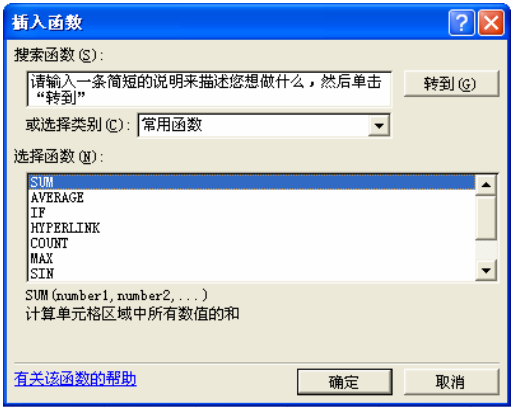 插入函数
搜索函数(S):
请输入一条简短的说明来描述您想做什么，然后单击
“转到”
转到(G)
或选择类别(C): 常用函数
选择函数(N):
SUM
AVERAGE
IF
HYPERLINK
COUNT
MAX
SIN
SUM(number1,number2,...)
计算单元格区域中所有数值的和
有关该函数的帮助
确定
取消